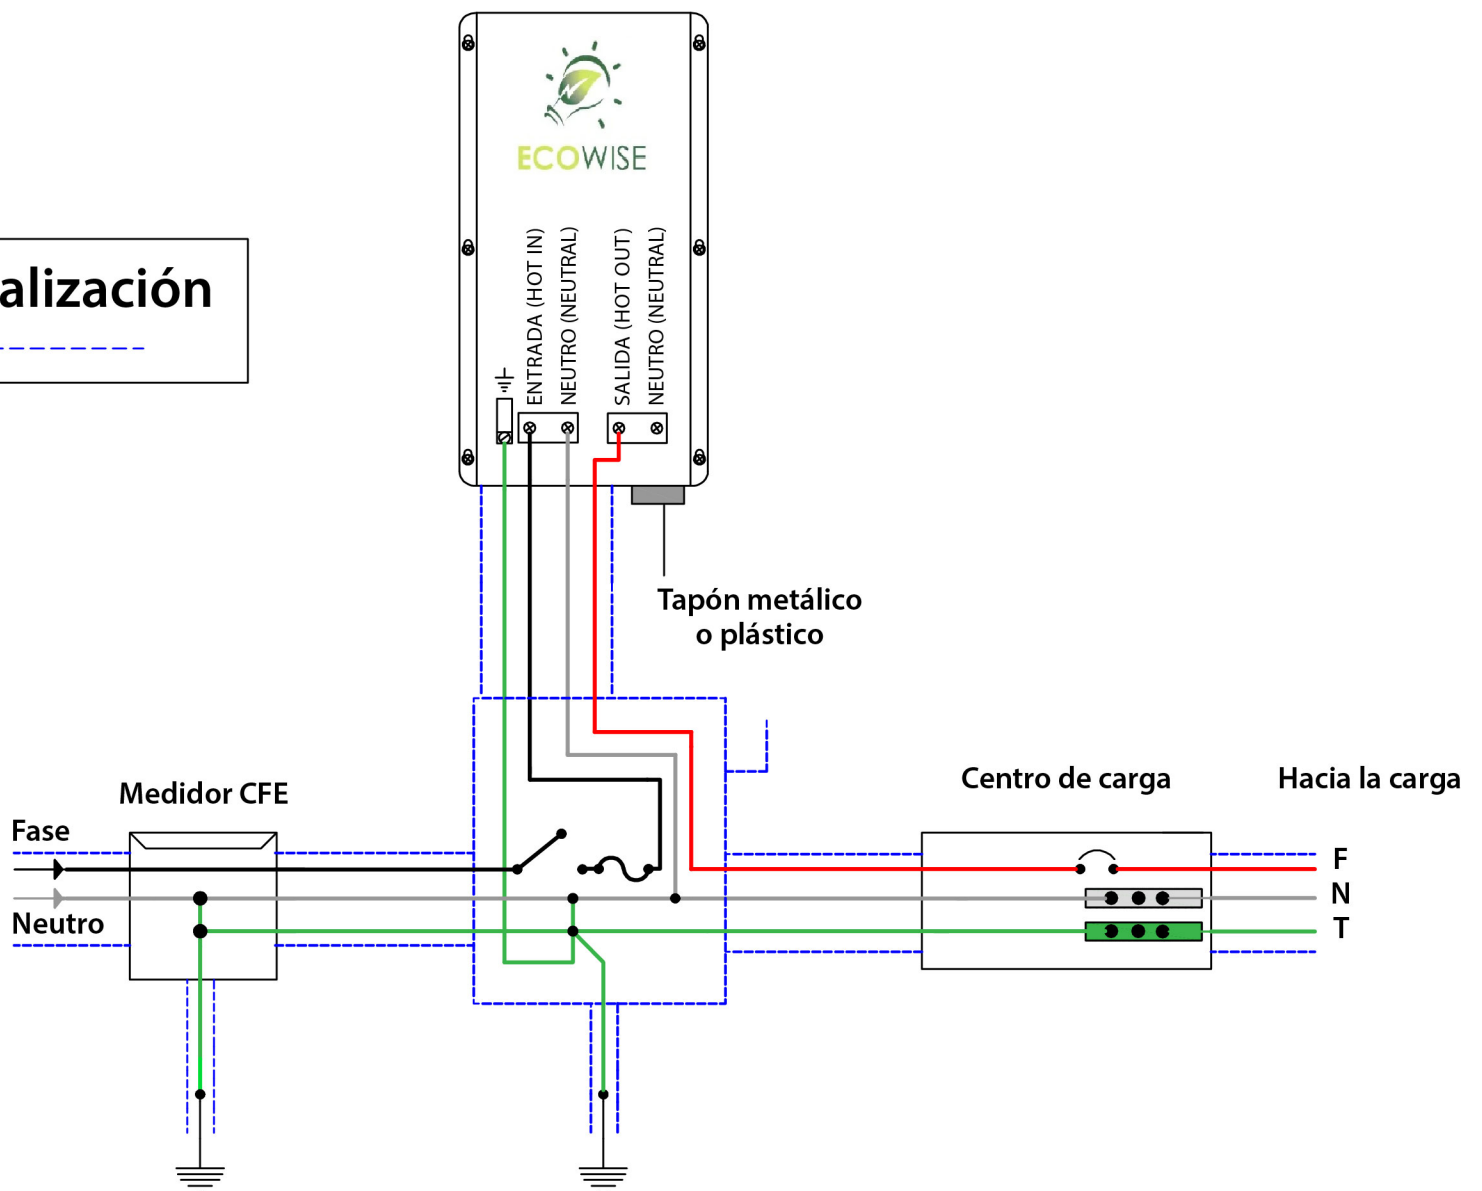 ECOWISE
ENTRADA (HOT IN)
NEUTRO (NEUTRAL)
SALIDA (HOT OUT)
NEUTRO (NEUTRAL)
alización
Tapón metálico
o plástico
Medidor CFE
Centro de carga
Hacia la carga
Fase
F
N
Neutro
T